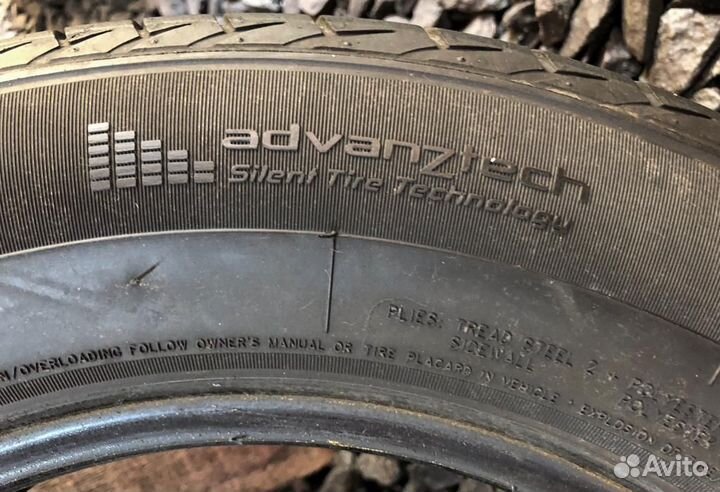 advanztech
Silent Tire Technology
PLIES: TREAD STEEL 2 + POLYESTER
SIDEWALL POLYESTER
/OVERLOADING FOLLOW OWNER'S MANUAL OR TIRE PLACARD IN VEHICLE • EXPLOSION OF
Avito